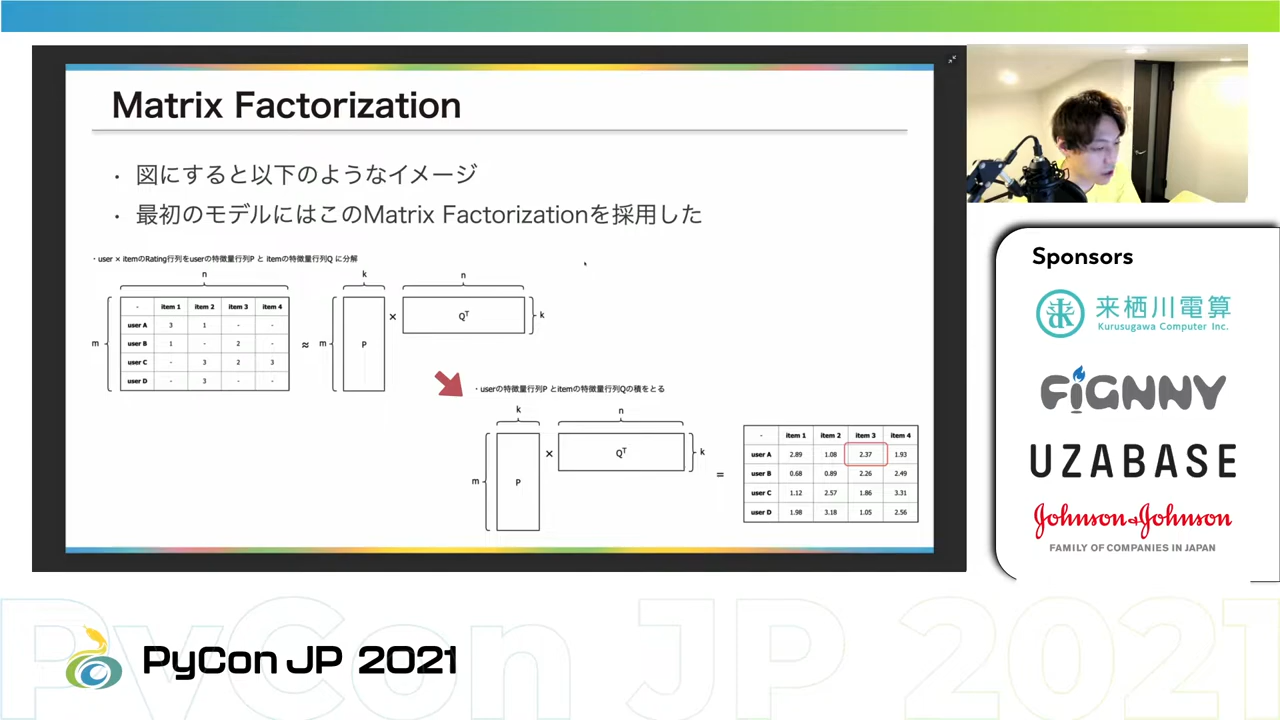 Matrix Factorization
・ 図にすると以下のようなイメージ
・ 最初のモデルにはこのMatrix Factorizationを採用した
・user × itemのRating行列をuserの特徴量行列P と itemの特徴量行列Q に分解
n
k
n
m
- item 1 item 2 item 3 item 4
user A 3 1 - -
user B 1 - 2 -
user C - 3 2 3
user D - 3 - -
≈
m
P
×
QT
k
・userの特徴量行列P とitemの特徴量行列Qの積をとる
k
n
m
P
×
QT
k
=
- item 1 item 2 item 3 item 4
user A 2.89 1.08 2.37 1.93
user B 0.68 0.89 2.26 2.49
user C 1.12 2.57 1.86 3.31
user D 1.98 3.18 1.05 2.56
Sponsors
来栖川電算
Kurusugawa Computer Inc.
FiGNNY
UZABASE
Johnson & Johnson
FAMILY OF COMPANIES IN JAPAN
PyCon JP 2021
PyCon JP 2021 2021